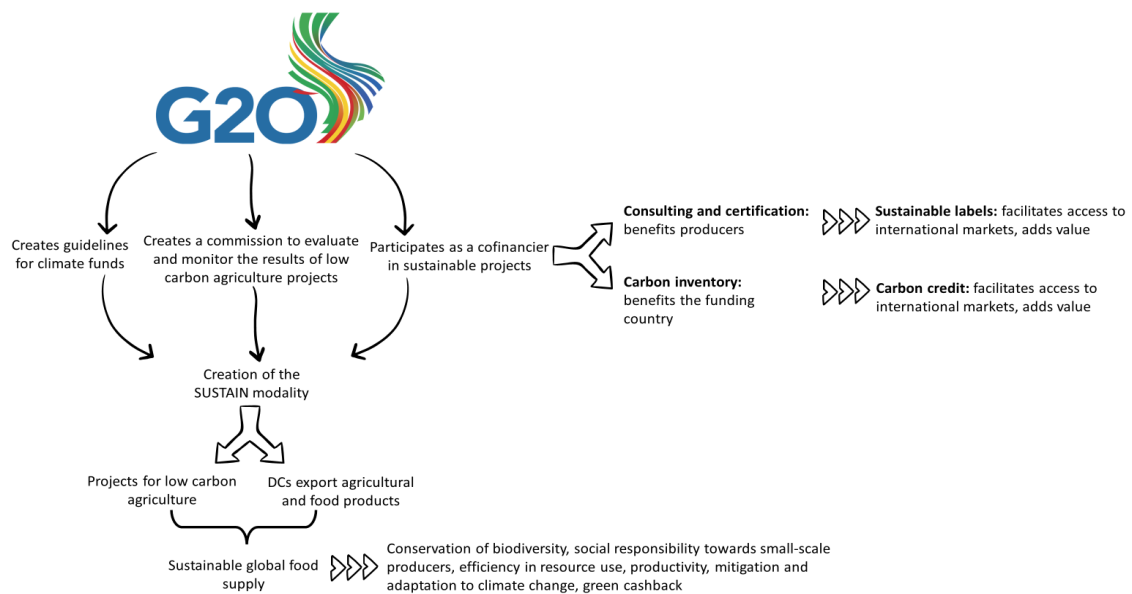 G20
Creates guidelines
for climate funds
Creates a commission to evaluate
and monitor the results of low
carbon agriculture projects
Participates as a cofinancier
in sustainable projects
Consulting and certification:
benefits producers
Sustainable labels: facilitates access to
international markets, adds value
Carbon inventory:
benefits the funding
country
Carbon credit: facilitates access to
international markets, adds value
Creation of the
SUSTAIN modality
Projects for low carbon
agriculture
DCs export agricultural
and food products
Sustainable global food
supply
Conservation of biodiversity, social responsibility towards small-scale
producers, efficiency in resource use, productivity, mitigation and
adaptation to climate change, green cashback